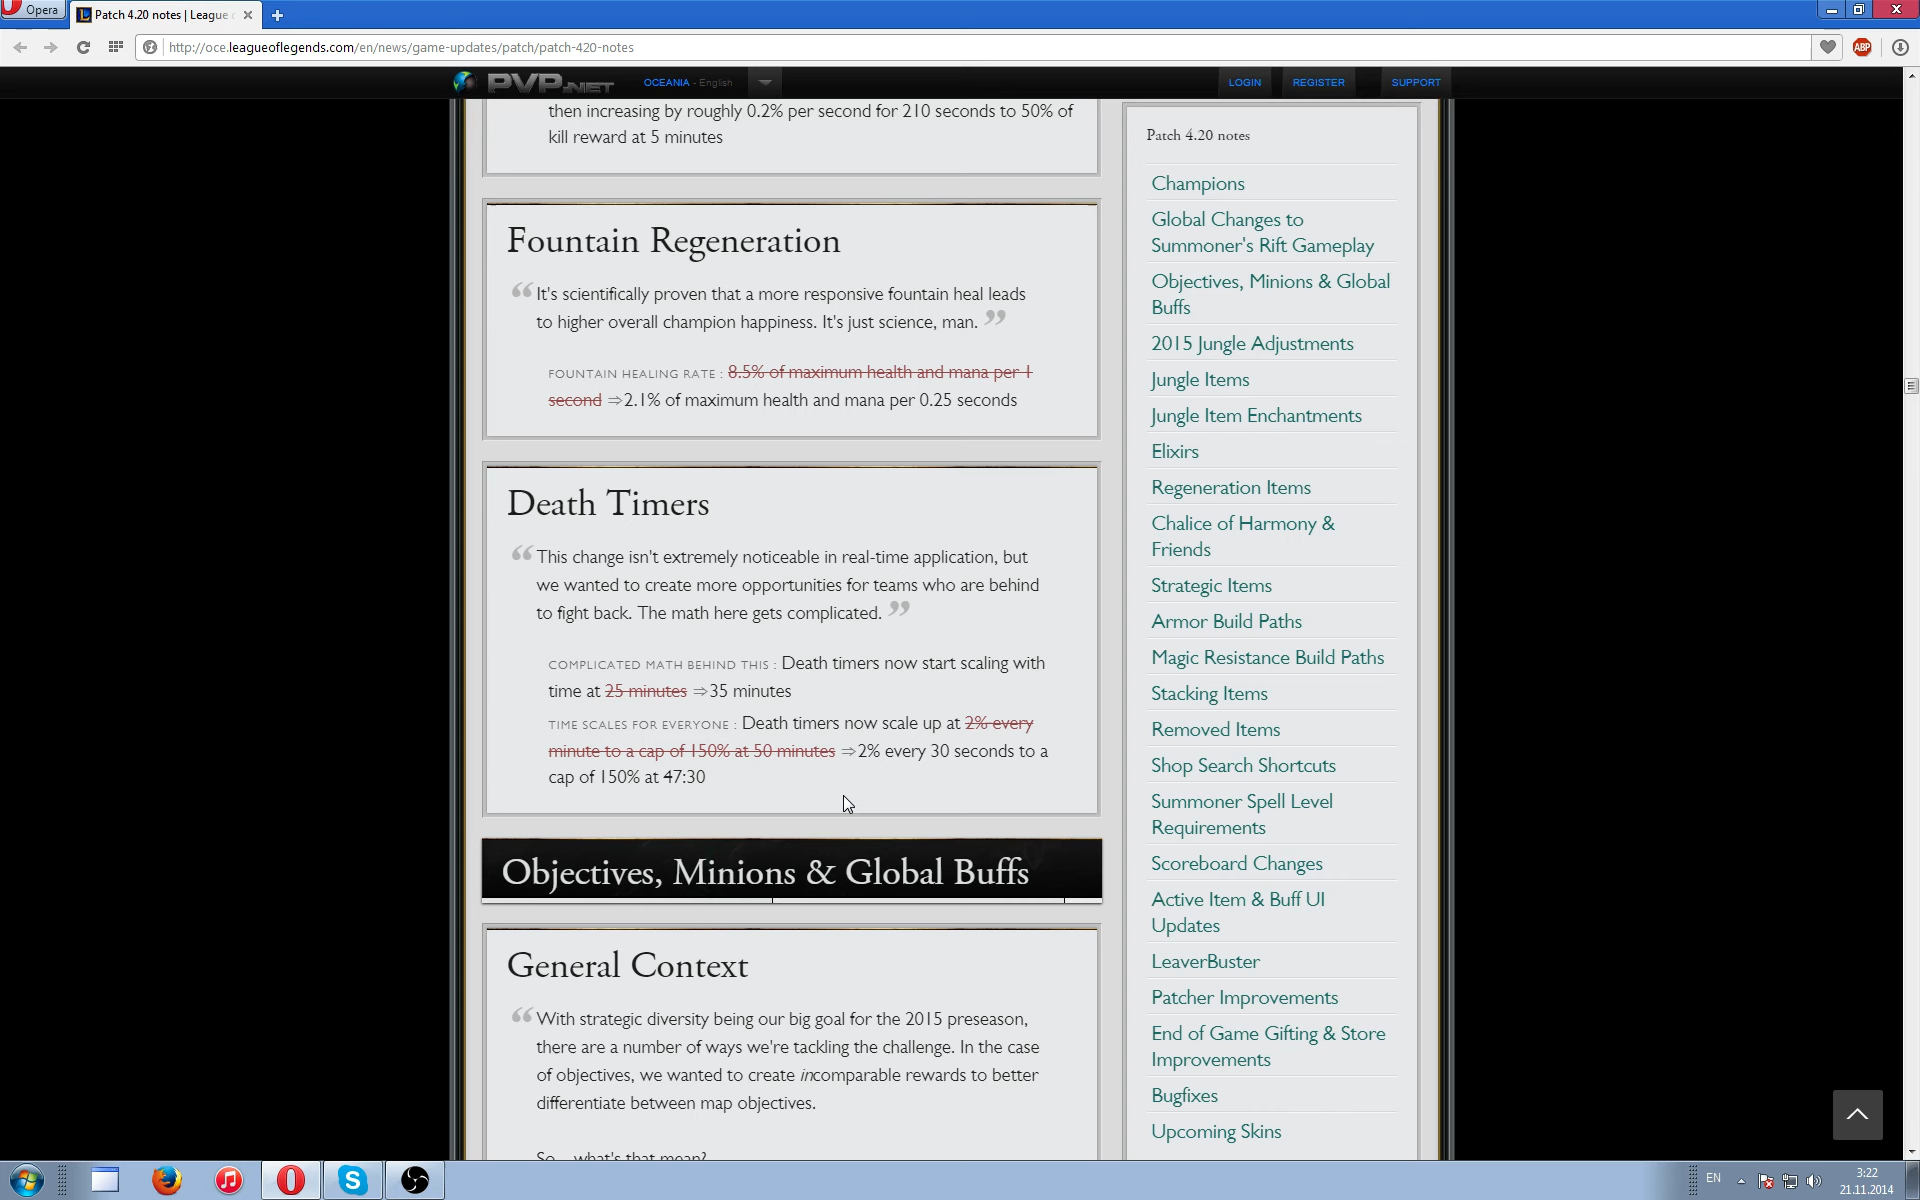 Opera
Patch 4.20 notes | League
http://oce.leagueoflegends.com/en/news/game-updates/patch/patch-420-notes
ABP
PVP.NET
OCEANIA - English
LOGIN
REGISTER
SUPPORT
then increasing by roughly 0.2% per second for 210 seconds to 50% of
kill reward at 5 minutes
Fountain Regeneration
“It's scientifically proven that a more responsive fountain heal leads
to higher overall champion happiness. It's just science, man. ”
FOUNTAIN HEALING RATE : 8.5% of maximum health and mana per 1
second ⇒2.1% of maximum health and mana per 0.25 seconds
Death Timers
“This change isn't extremely noticeable in real-time application, but
we wanted to create more opportunities for teams who are behind
to fight back. The math here gets complicated. ”
COMPLICATED MATH BEHIND THIS : Death timers now start scaling with
time at 25 minutes ⇒35 minutes
TIME SCALES FOR EVERYONE : Death timers now scale up at 2% every
minute to a cap of 150% at 50 minutes ⇒2% every 30 seconds to a
cap of 150% at 47:30
Objectives, Minions & Global Buffs
General Context
“With strategic diversity being our big goal for the 2015 preseason,
there are a number of ways we're tackling the challenge. In the case
of objectives, we wanted to create incomparable rewards to better
differentiate between map objectives.
So... what's that mean?
Patch 4.20 notes
Champions
Global Changes to
Summoner's Rift Gameplay
Objectives, Minions & Global
Buffs
2015 Jungle Adjustments
Jungle Items
Jungle Item Enchantments
Elixirs
Regeneration Items
Chalice of Harmony &
Friends
Strategic Items
Armor Build Paths
Magic Resistance Build Paths
Stacking Items
Removed Items
Shop Search Shortcuts
Summoner Spell Level
Requirements
Scoreboard Changes
Active Item & Buff UI
Updates
LeaverBuster
Patcher Improvements
End of Game Gifting & Store
Improvements
Bugfixes
Upcoming Skins
EN
3:22
21.11.2014